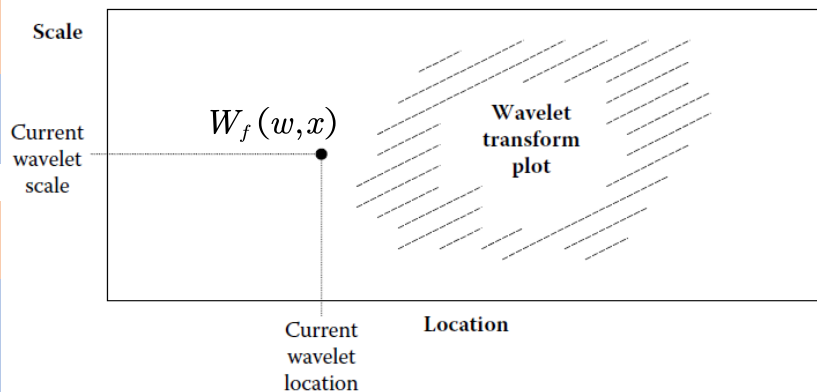 Scale
W_f(w,x)
Current
wavelet
scale
Wavelet
transform
plot
Current
wavelet
location
Location